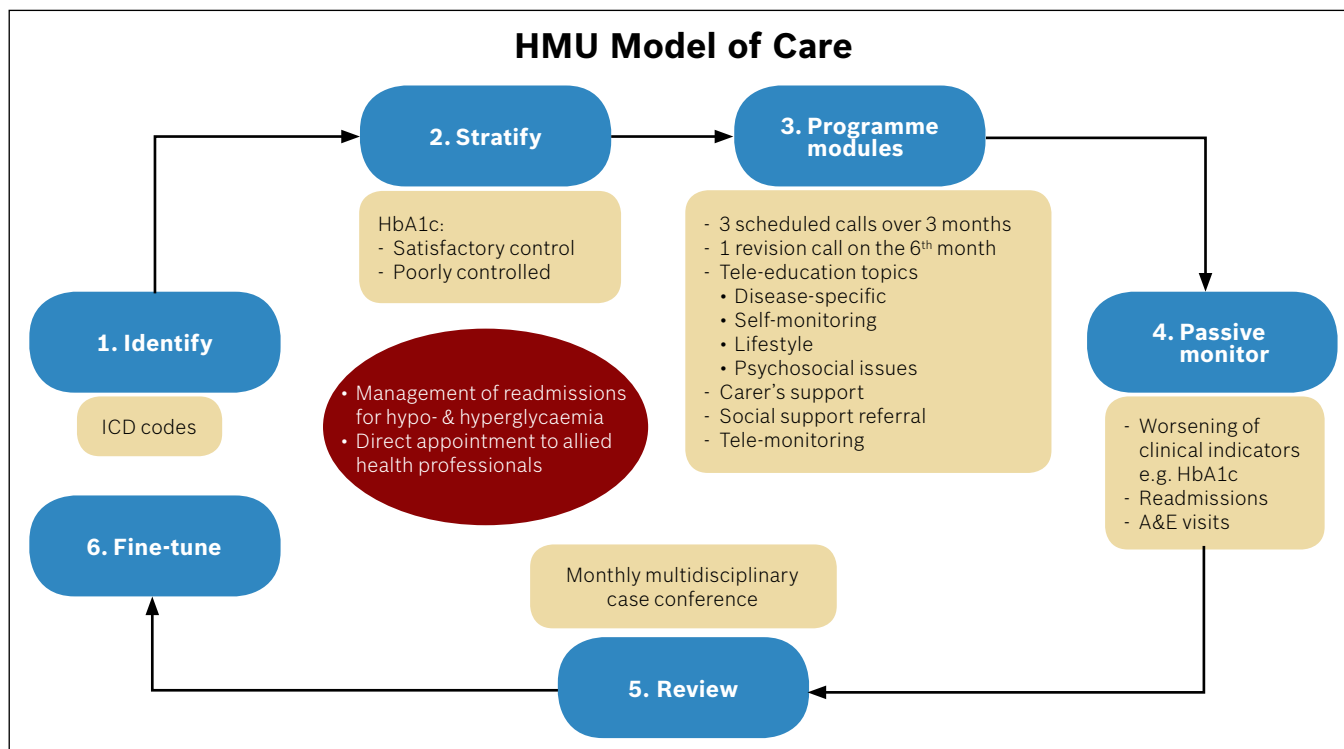 HMU Model of Care
1. Identify
ICD codes
2. Stratify
HbA1c:
- Satisfactory control
- Poorly controlled
3. Programme
modules
- 3 scheduled calls over 3 months
- 1 revision call on the 6th month
- Tele-education topics
• Disease-specific
• Self-monitoring
• Lifestyle
• Psychosocial issues
- Carer's support
- Social support referral
- Tele-monitoring
4. Passive
monitor
- Worsening of
clinical indicators
e.g. HbA1c
- Readmissions
- A&E visits
Monthly multidisciplinary
case conference
5. Review
6. Fine-tune
• Management of readmissions
for hypo- & hyperglycaemia
• Direct appointment to allied
health professionals